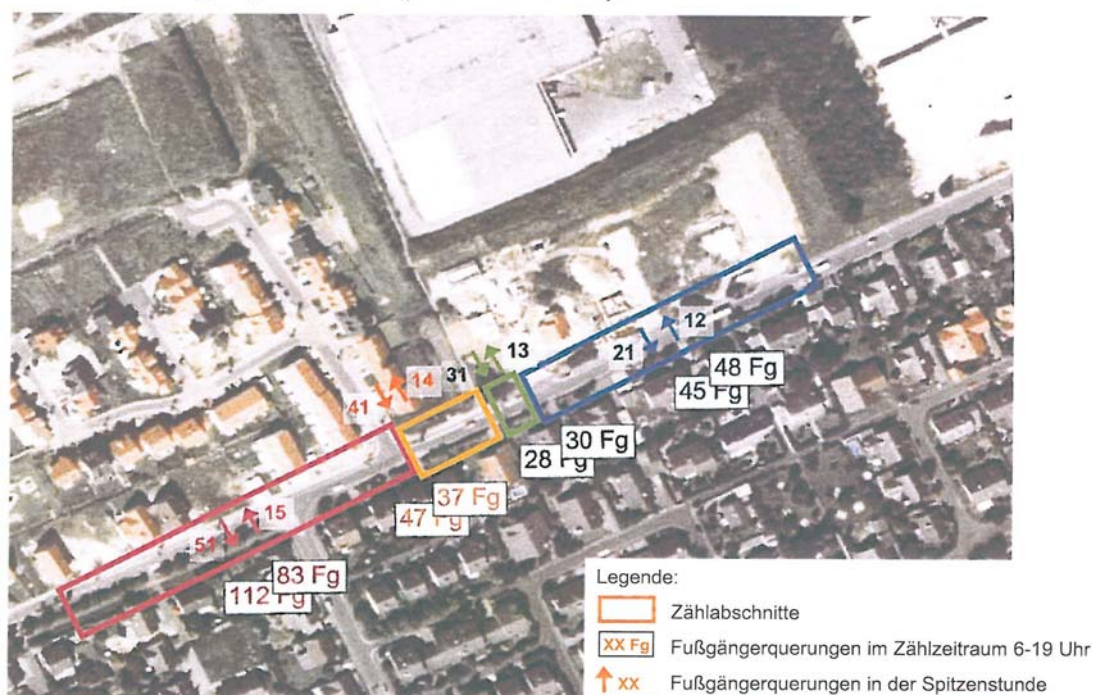 12
21
13
48 Fg
31
45 Fg
14
41
30 Fg
28 Fg
37 Fg
47 Fg
15
51
83 Fg
112 Fg
Legende:
Zählabschnitte
XX Fg Fußgängerquerungen im Zählzeitraum 6-19 Uhr
XX Fußgängerquerungen in der Spitzenstunde